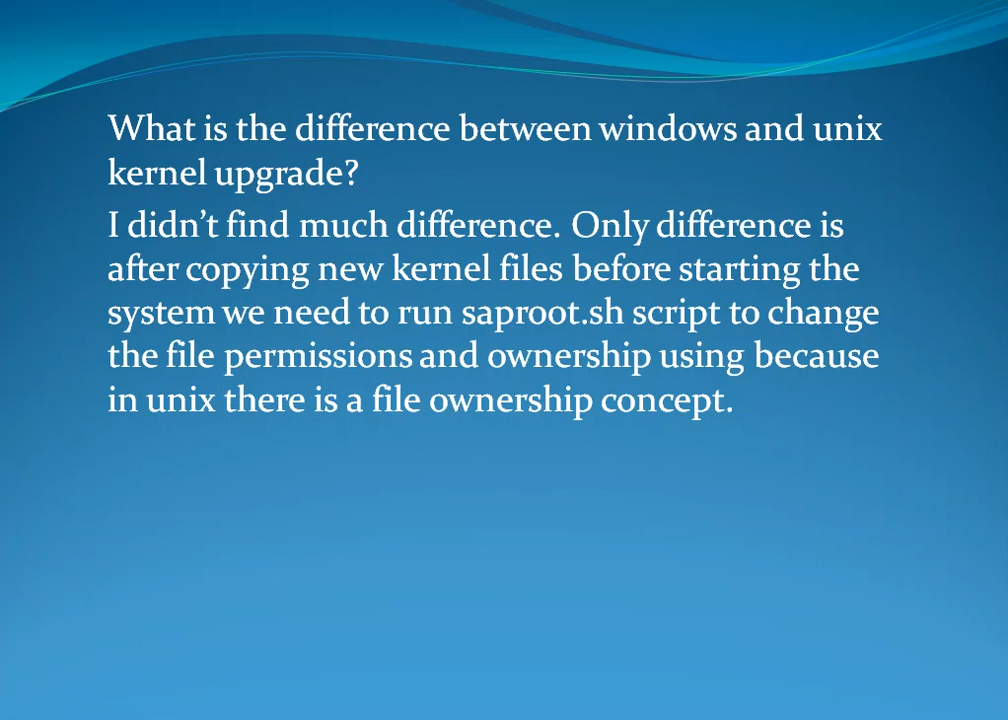 What is the difference between windows and unix
kernel upgrade?
I didn't find much difference. Only difference is
after copying new kernel files before starting the
system we need to run saproot.sh script to change
the file permissions and ownership using because
in unix there is a file ownership concept.